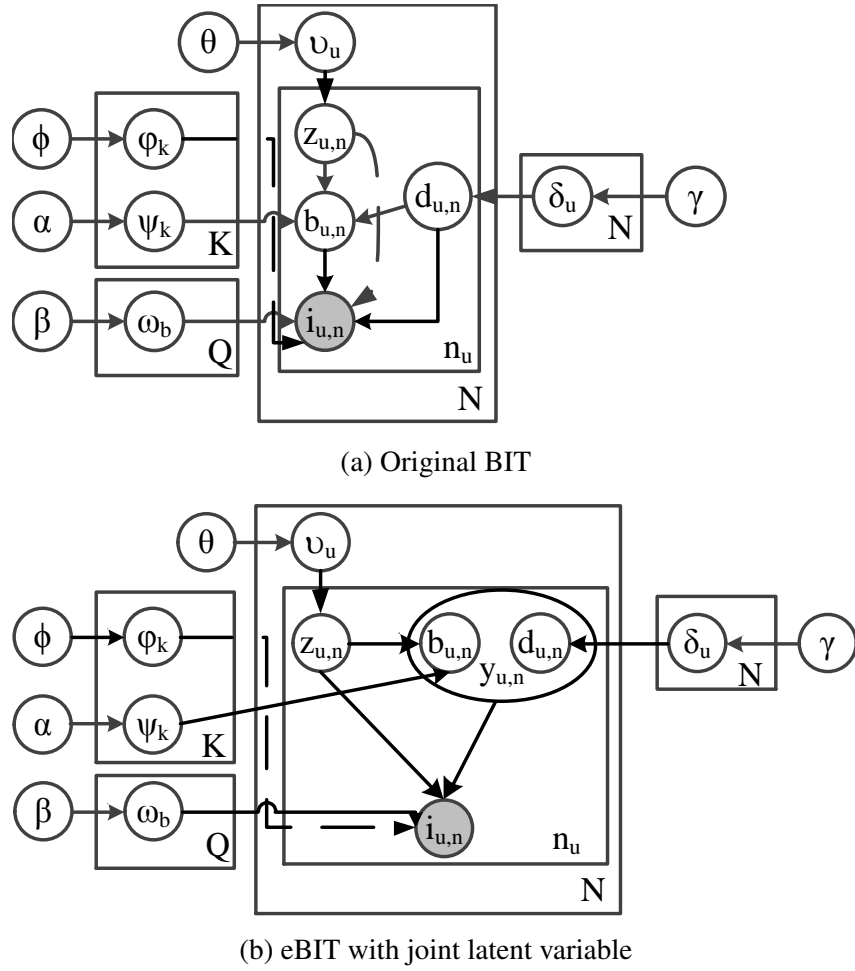 θ
υu
ϕ
φk
zu,n
du,n
δu
γ
α
ψk
bu,n
K
N
β
ωb
iu,n
Q
nu
N
(a) Original BIT
θ
υu
ϕ
φk
zu,n
bu,n
du,n
yu,n
δu
γ
N
α
ψk
K
β
ωb
iu,n
Q
nu
N
(b) eBIT with joint latent variable